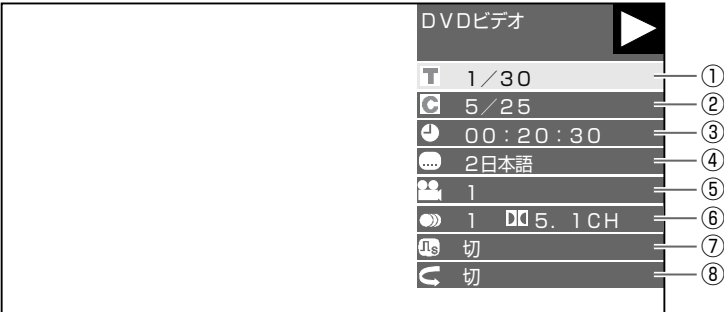 DVDビデオ
T 1/30 ①
C 5/25 ②
00:20:30 ③
2日本語 ④
1 ⑤
1 5.1CH ⑥
S 切 ⑦
切 ⑧